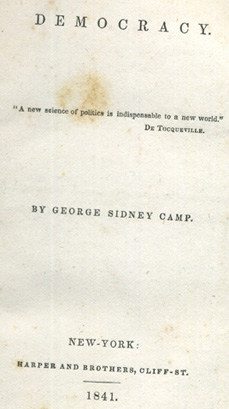 DEMOCRACY.
"A new science of politics is indispensable to a new world."
DE TOCQUEVILLE.
BY GEORGE SIDNEY CAMP.
NEW-YORK:
HARPER AND BROTHERS, CLIFF-ST.
1841.